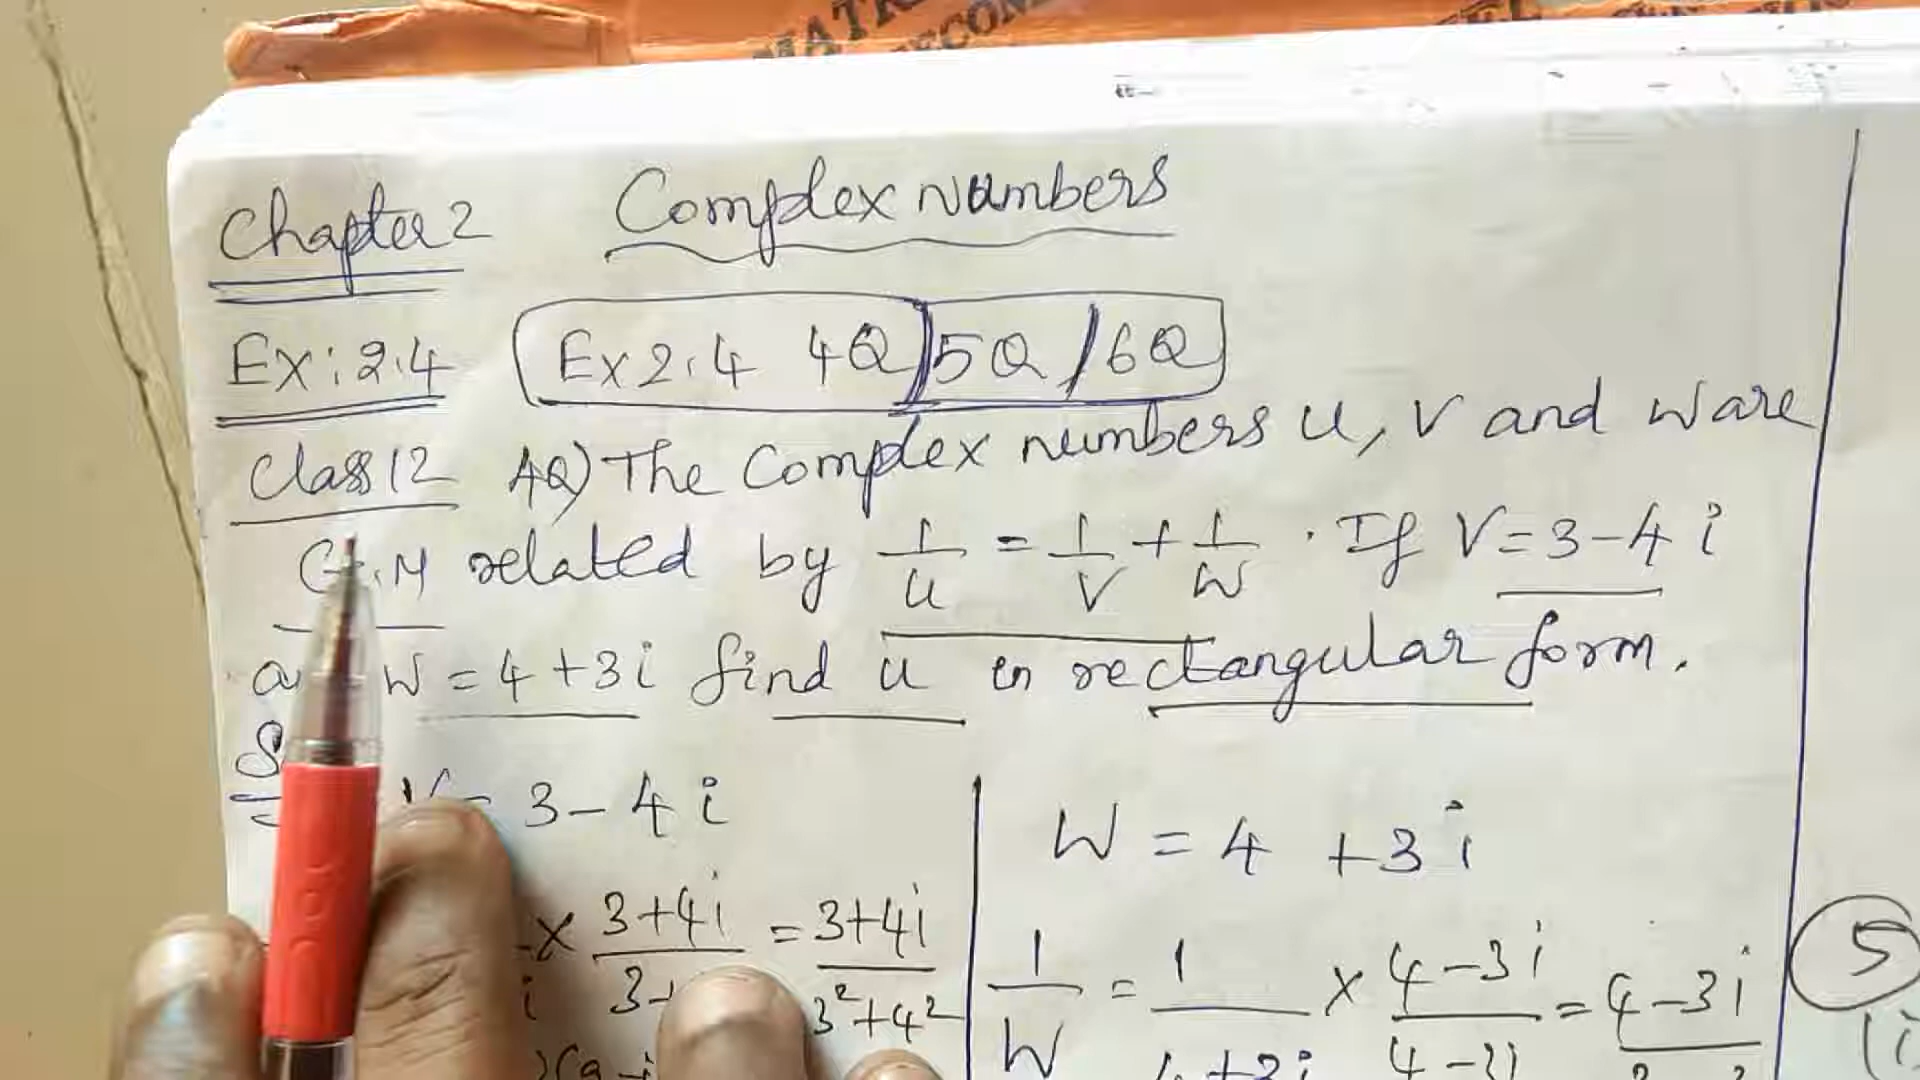 Chapter 2 Complex numbers
Ex: 2.4 Ex 2.4 4Q) 5Q / 6Q
Class 12 4Q) The Complex numbers u, v and w are
related by 1/u = 1/v + 1/w . If v = 3 - 4i
w = 4 + 3i find u in rectangular form.
V = 3 - 4i
W = 4 + 3i
× 3+4i = 3+4i / 3²+4²
1/W = 1 / 4+3i × 4-3i / 4-3i = 4-3i
5